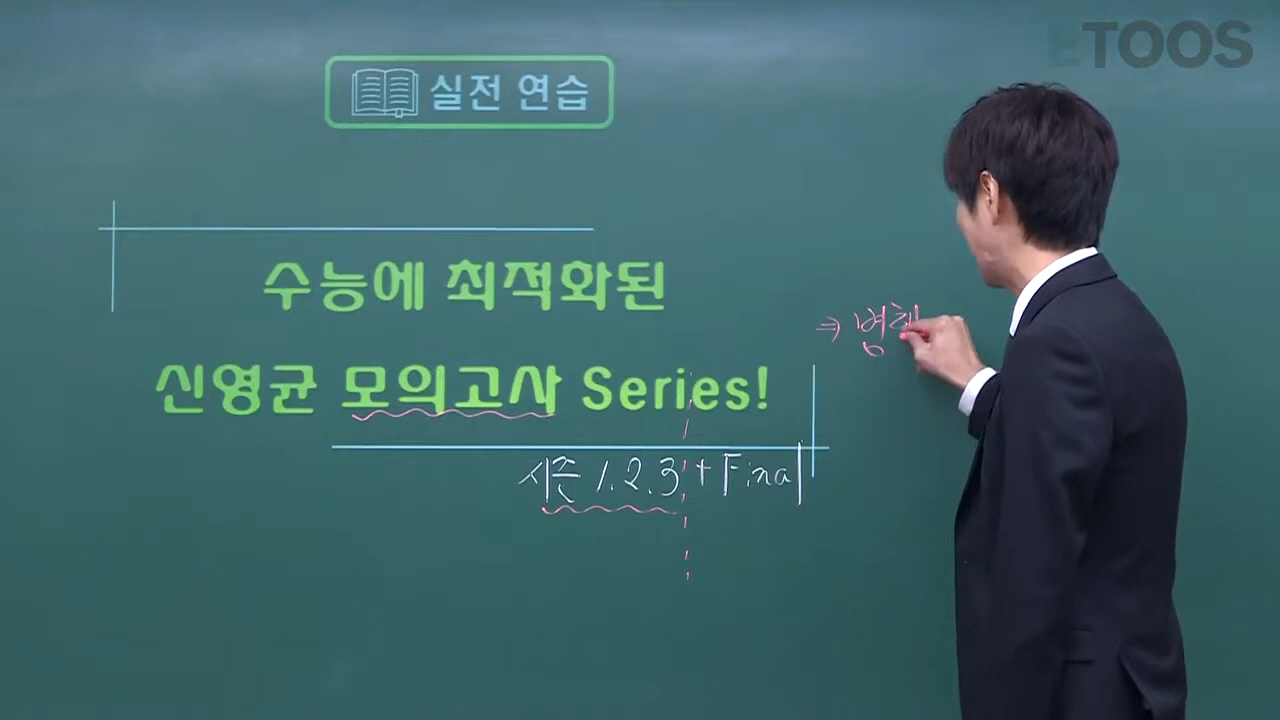 ETOOS
실전 연습
수능에 최적화된
⇒ 병행
신영균 모의고사 Series!
시즌 1.2.3 + Final